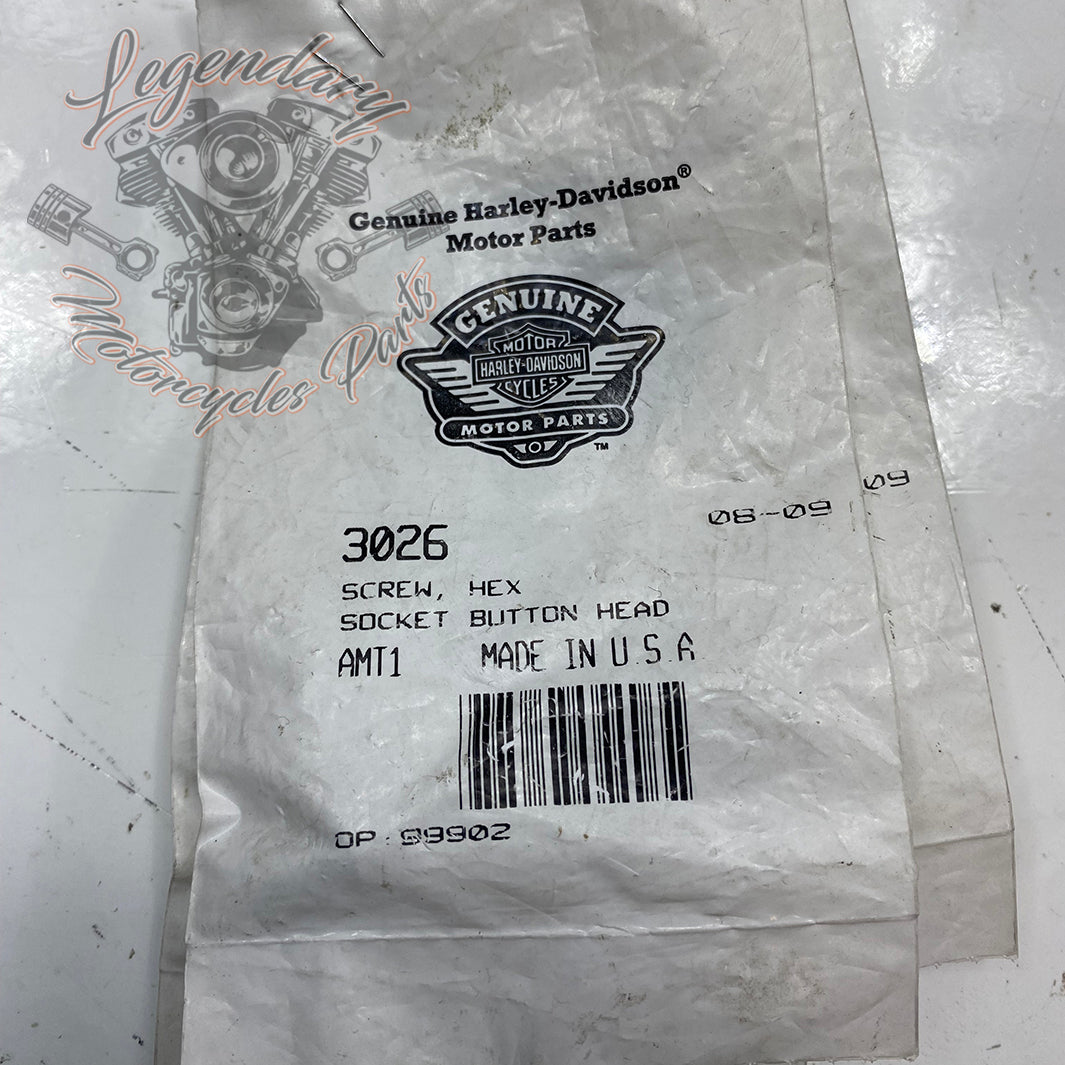 Legendary
Motorcycles Parts
Genuine Harley-Davidson®
Motor Parts
GENUINE
MOTOR
HARLEY-DAVIDSON
CYCLES
MOTOR PARTS
TM
09
08-09
3026
SCREW, HEX
SOCKET BUTTON HEAD
AMT1 MADE IN U.S.A
OP: 99902